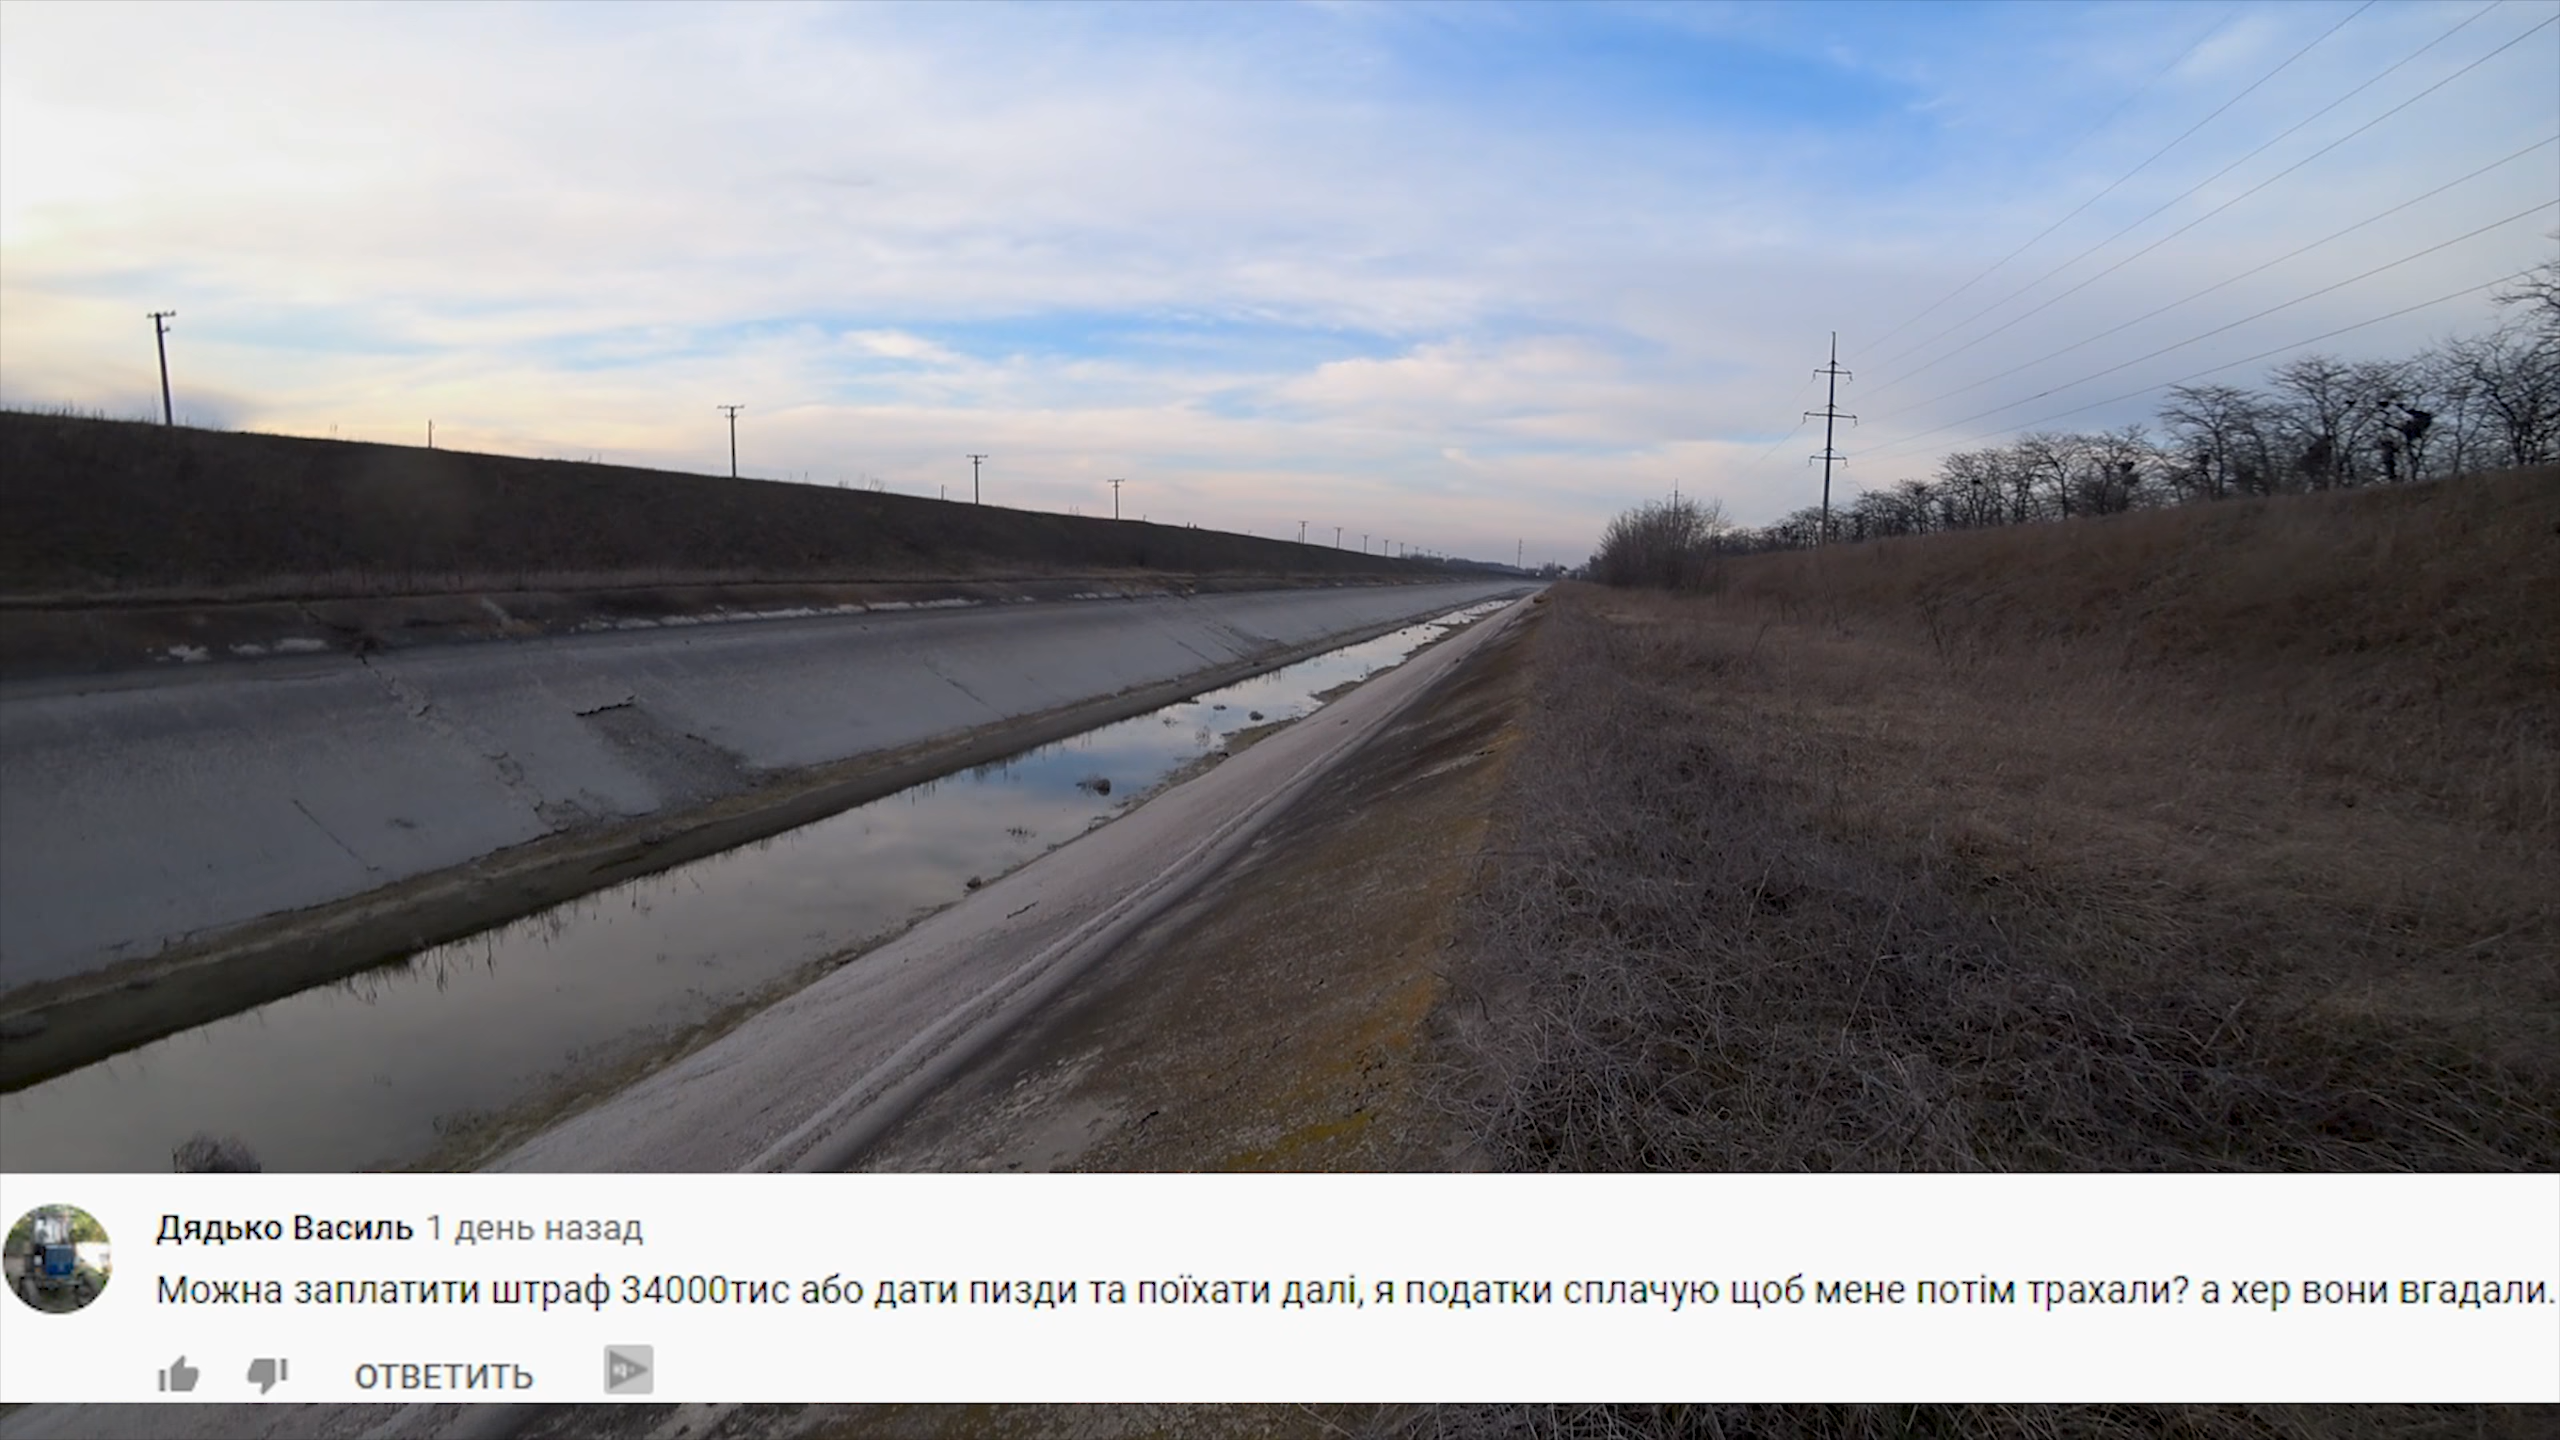 Дядько Василь 1 день назад
Можна заплатити штраф 34000тис або дати пизди та поїхати далі, я податки сплачую щоб мене потім трахали? а хер вони вгадали.
ОТВЕТИТЬ